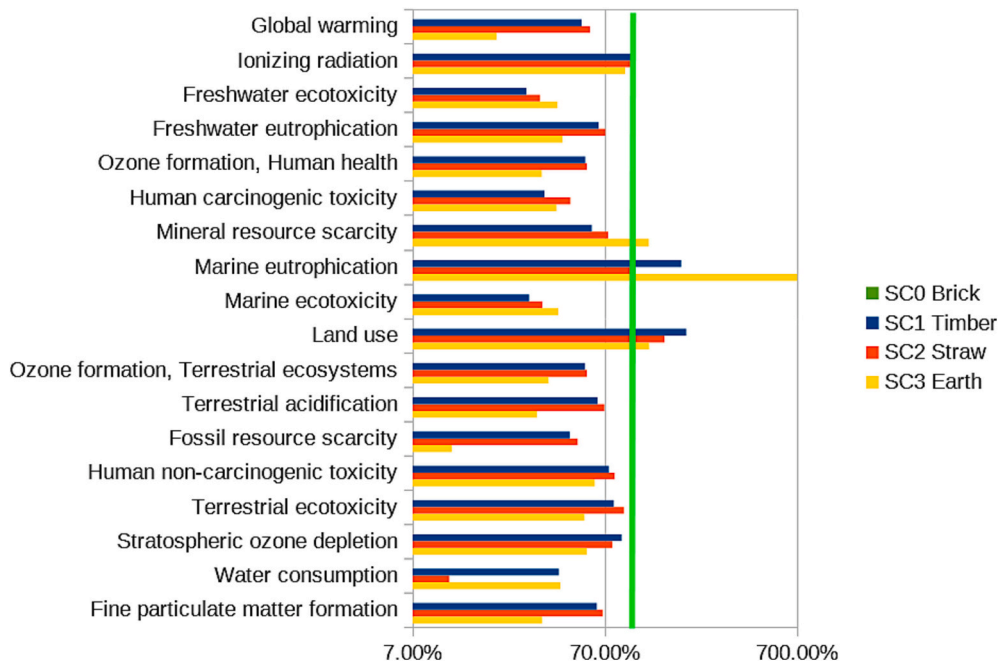 Global warming
Ionizing radiation
Freshwater ecotoxicity
Freshwater eutrophication
Ozone formation, Human health
Human carcinogenic toxicity
Mineral resource scarcity
Marine eutrophication
Marine ecotoxicity
Land use
Ozone formation, Terrestrial ecosystems
Terrestrial acidification
Fossil resource scarcity
Human non-carcinogenic toxicity
Terrestrial ecotoxicity
Stratospheric ozone depletion
Water consumption
Fine particulate matter formation
7.00% 70.00% 700.00%
SC0 Brick
SC1 Timber
SC2 Straw
SC3 Earth